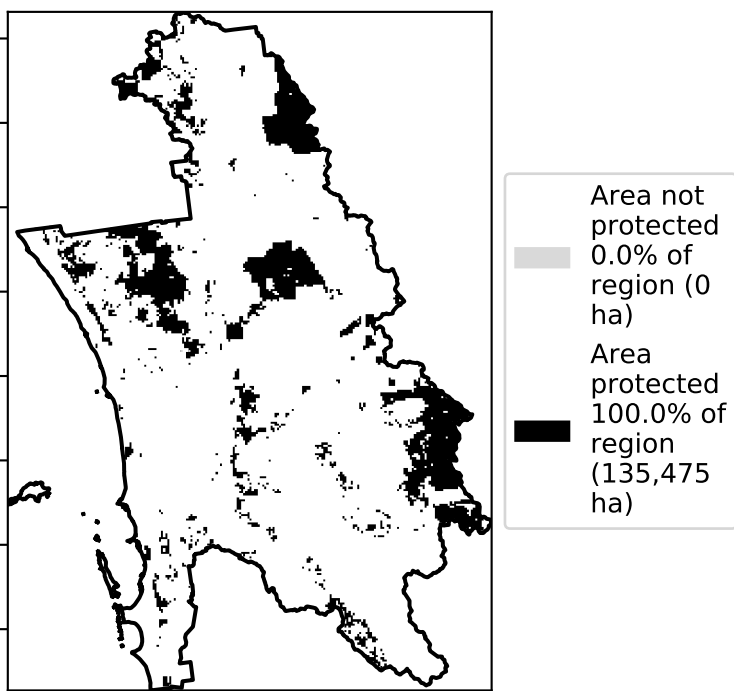 Area not
protected
0.0% of
region (0
ha)
Area
protected
100.0% of
region
(135,475
ha)